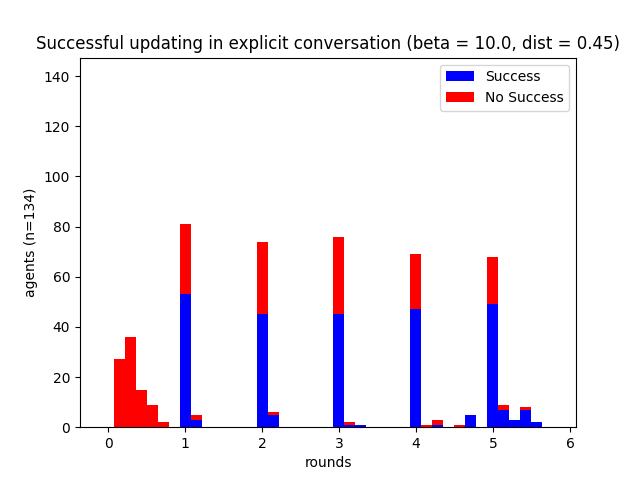 Successful updating in explicit conversation (beta = 10.0, dist = 0.45)
Success
No Success
agents (n=134)
140
120
100
80
60
40
20
0
0 1 2 3 4 5 6
rounds